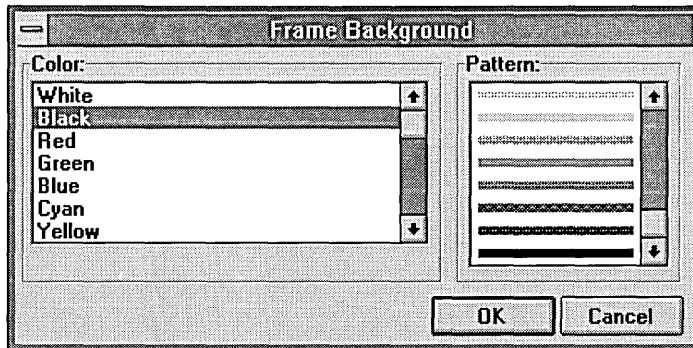 Frame Background
Color:
Pattern:
White
Black
Red
Green
Blue
Cyan
Yellow
OK
Cancel